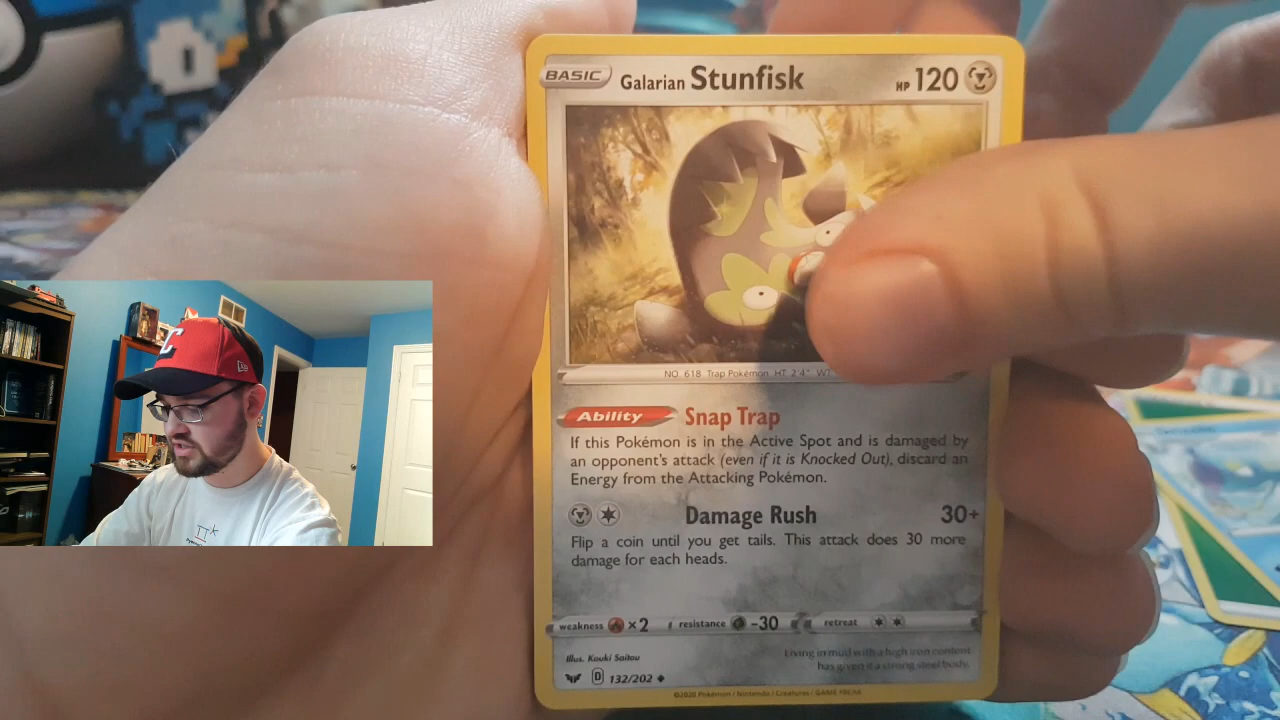 BASIC
Galarian Stunfisk
HP 120
NO. 618 Trap Pokémon HT 2'4" WT
Ability Snap Trap
If this Pokémon is in the Active Spot and is damaged by
an opponent's attack (even if it is Knocked Out), discard an
Energy from the Attacking Pokémon.
Damage Rush 30+
Flip a coin until you get tails. This attack does 30 more
damage for each heads.
weakness ×2 resistance -30 retreat
Illus. Kouki Saitou
Living in mud with a high iron content
has given it a strong steel body.
D 132/202
©2020 Pokémon / Nintendo / Creatures / GAME FREAK
C